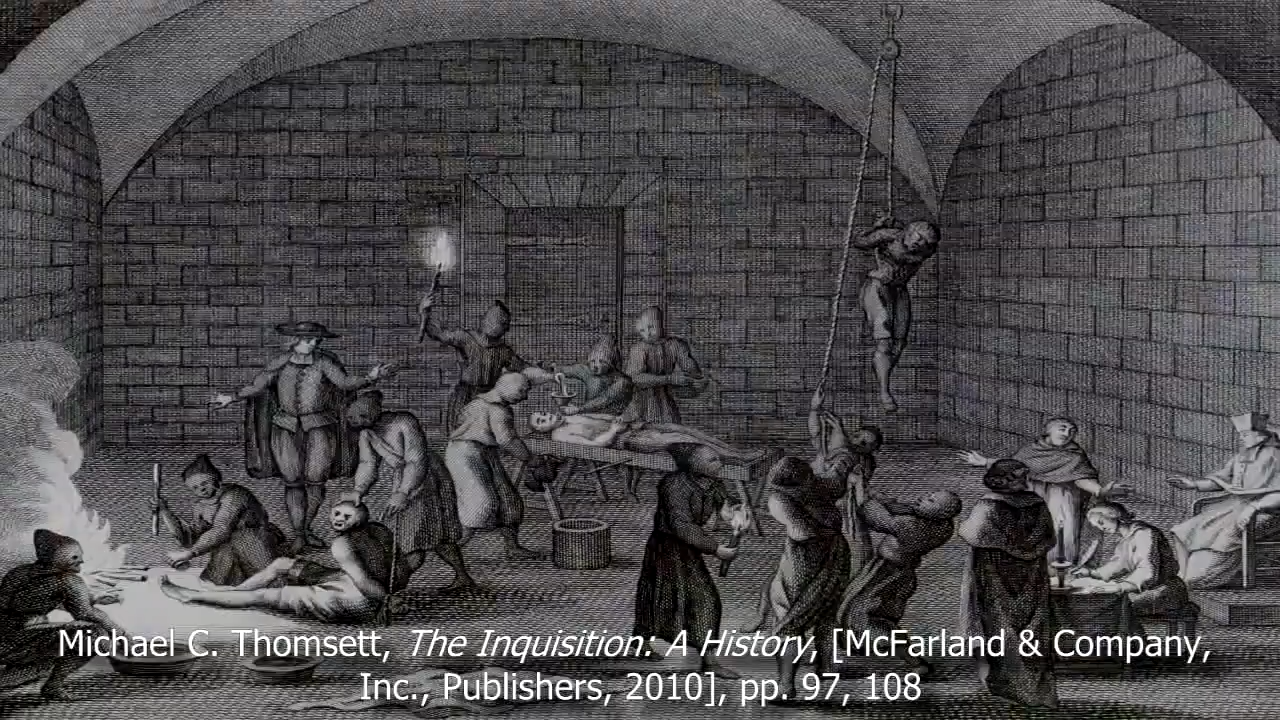 Michael C. Thomsett, The Inquisition: A History, [McFarland & Company,
Inc., Publishers, 2010], pp. 97, 108